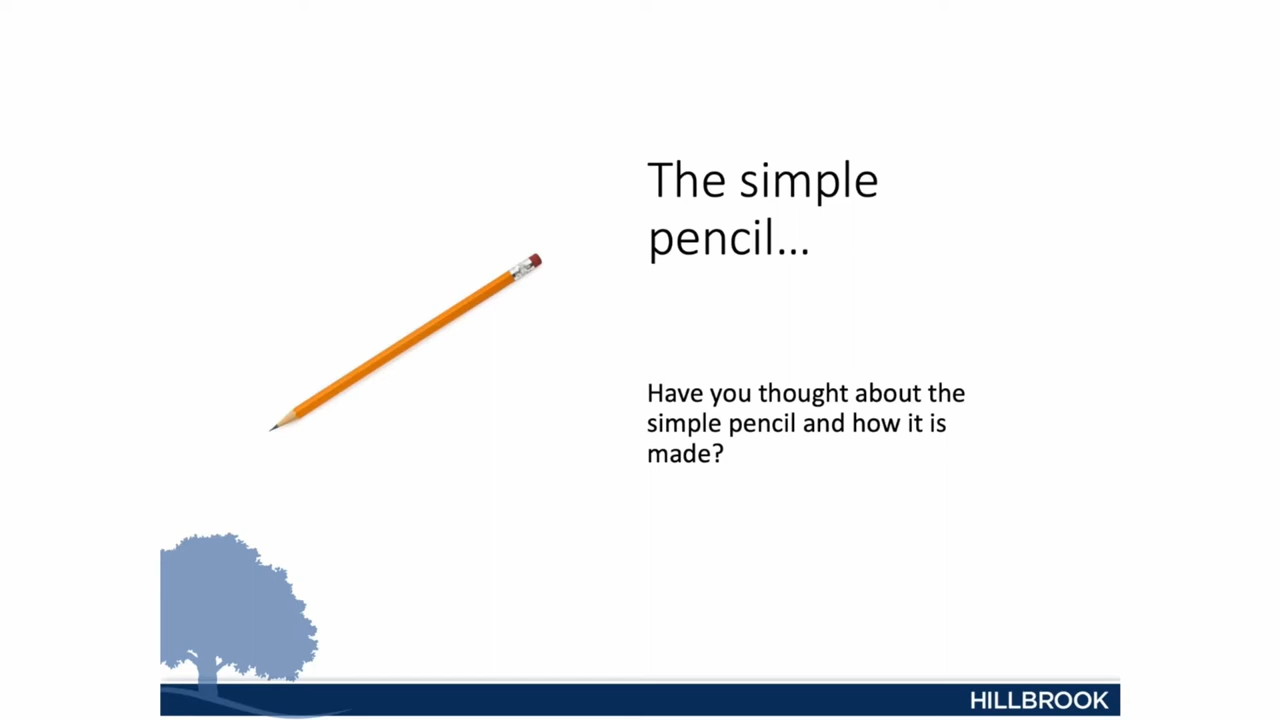 The simple
pencil...
Have you thought about the
simple pencil and how it is
made?
HILLBROOK